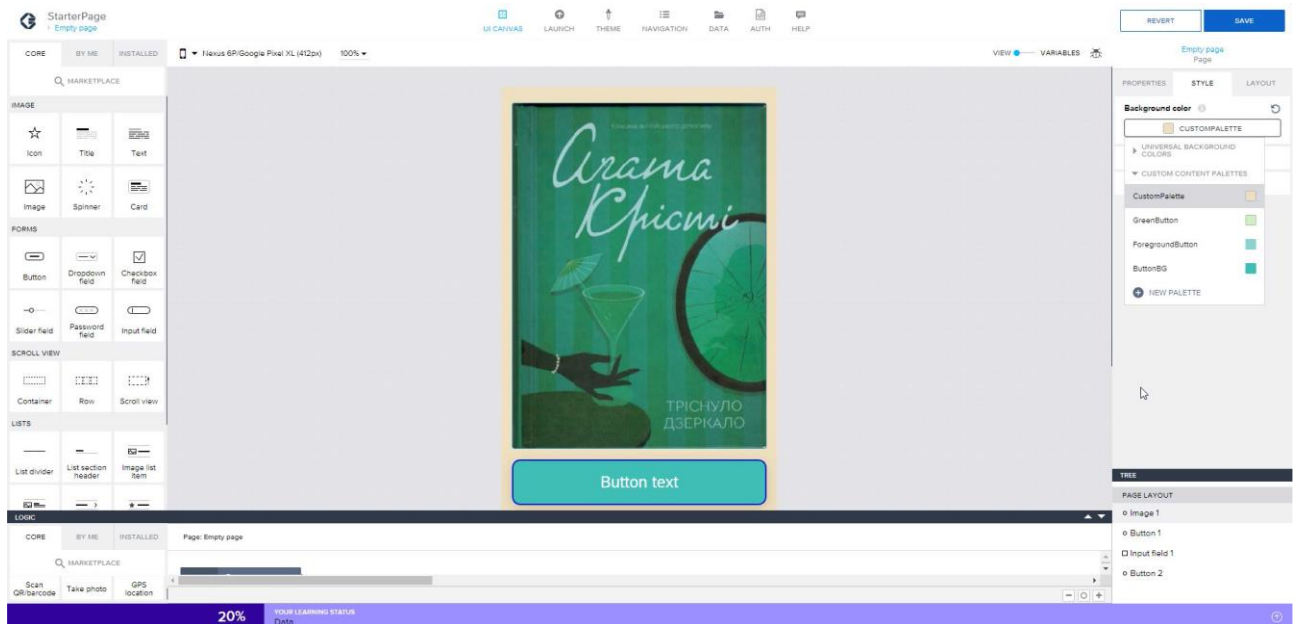 StarterPage
Empty page
UI CANVAS
LAUNCH
THEME
NAVIGATION
DATA
AUTH
HELP
REVERT
SAVE
CORE
BY ME
INSTALLED
Nexus 6P/Google Pixel XL (412px)
100%
VIEW
VARIABLES
Empty page
Page
MARKETPLACE
PROPERTIES
STYLE
LAYOUT
IMAGE
Icon
Title
Text
Image
Spinner
Card
FORMS
Button
Dropdown
field
Checkbox
field
Slider field
Password
field
Input field
SCROLL VIEW
Container
Row
Scroll view
LISTS
List divider
List section
header
Image list
item
Агата
Крісті
ТРІСНУЛО
ДЗЕРКАЛО
Button text
Background color
CUSTOMPALETTE
UNIVERSAL BACKGROUND
COLORS
CUSTOM CONTENT PALETTES
CustomPalette
GreenButton
ForegroundButton
ButtonBG
NEW PALETTE
TREE
PAGE LAYOUT
Image 1
Button 1
Input field 1
Button 2
LOGIC
CORE
BY ME
INSTALLED
Page: Empty page
MARKETPLACE
Scan
QR/barcode
Take photo
GPS
location
20%
YOUR LEARNING STATUS
Data